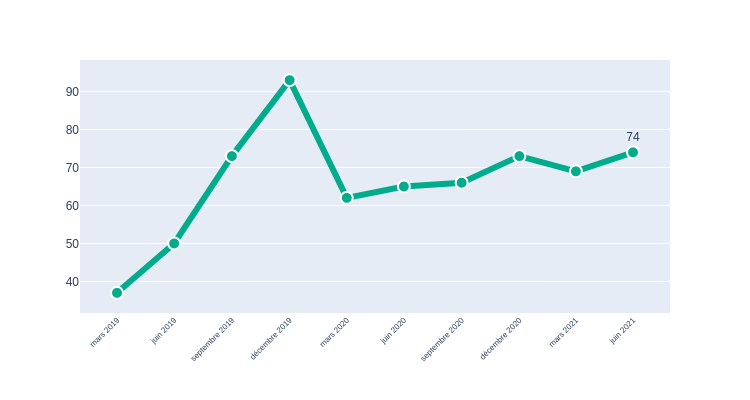 90
80
70
60
50
40
74
mars 2019
juin 2019
septembre 2019
décembre 2019
mars 2020
juin 2020
septembre 2020
décembre 2020
mars 2021
juin 2021